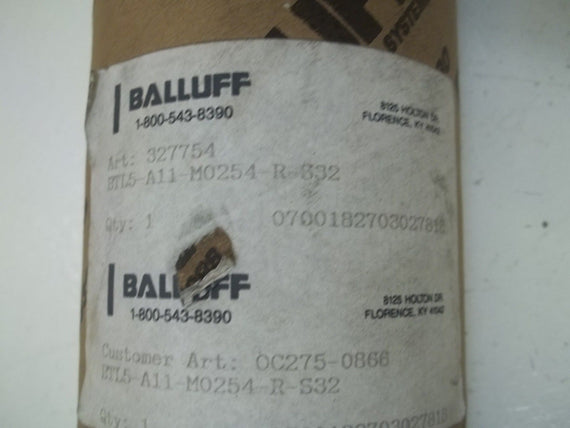 SYSTEM
BALLUFF
1-800-543-8390
8125 HOLTON DR.
FLORENCE, KY 41042
Art: 327754
BTL5-A11-M0254-R-S32
Qty: 1
0700182703027818
BALLUFF
1-800-543-8390
8125 HOLTON DR.
FLORENCE, KY 41042
Customer Art: OC275-0866
BTL5-A11-M0254-R-S32
Qty: 1